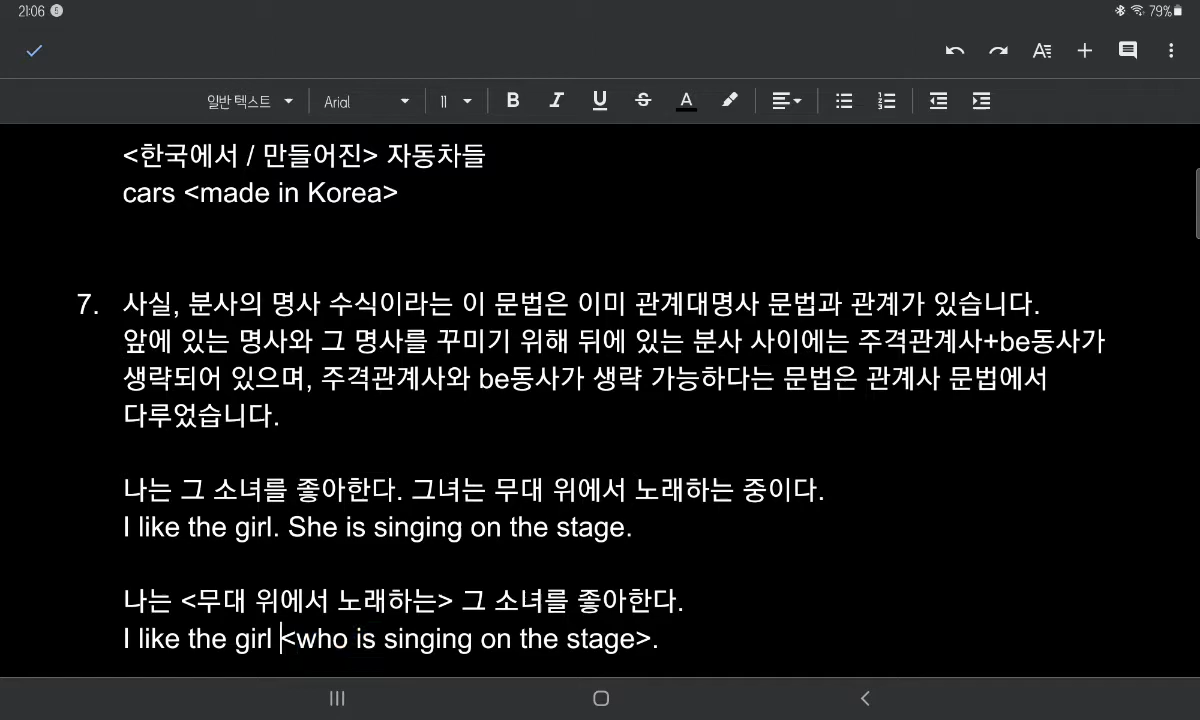 21:06
79%
일반 텍스트
Arial
11
B I U S A
<한국에서 / 만들어진> 자동차들
cars <made in Korea>
7. 사실, 분사의 명사 수식이라는 이 문법은 이미 관계대명사 문법과 관계가 있습니다.
앞에 있는 명사와 그 명사를 꾸미기 위해 뒤에 있는 분사 사이에는 주격관계사+be동사가
생략되어 있으며, 주격관계사와 be동사가 생략 가능하다는 문법은 관계사 문법에서
다루었습니다.
나는 그 소녀를 좋아한다. 그녀는 무대 위에서 노래하는 중이다.
I like the girl. She is singing on the stage.
나는 <무대 위에서 노래하는> 그 소녀를 좋아한다.
I like the girl <who is singing on the stage>.